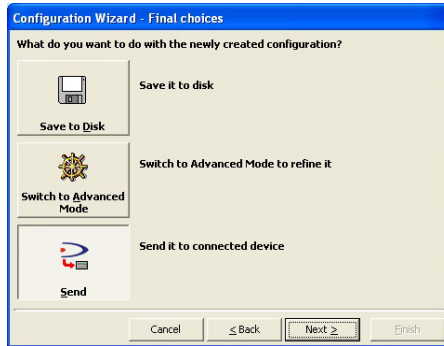 Configuration Wizard - Final choices
What do you want to do with the newly created configuration?
Save it to disk
Save to Disk
Switch to Advanced Mode to refine it
Switch to Advanced
Mode
Send it to connected device
Send
Cancel
< Back
Next >
Finish